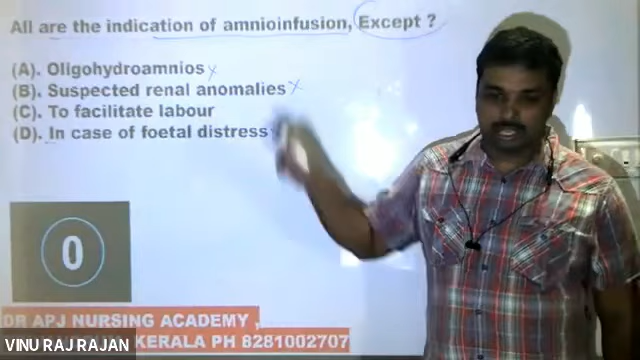 All are the indication of amnioinfusion, Except ?
(A). Oligohydroamnios
(B). Suspected renal anomalies
(C). To facilitate labour
(D). In case of foetal distress
0
DR APJ NURSING ACADEMY ,
KERALA PH 8281002707
VINU RAJ RAJAN